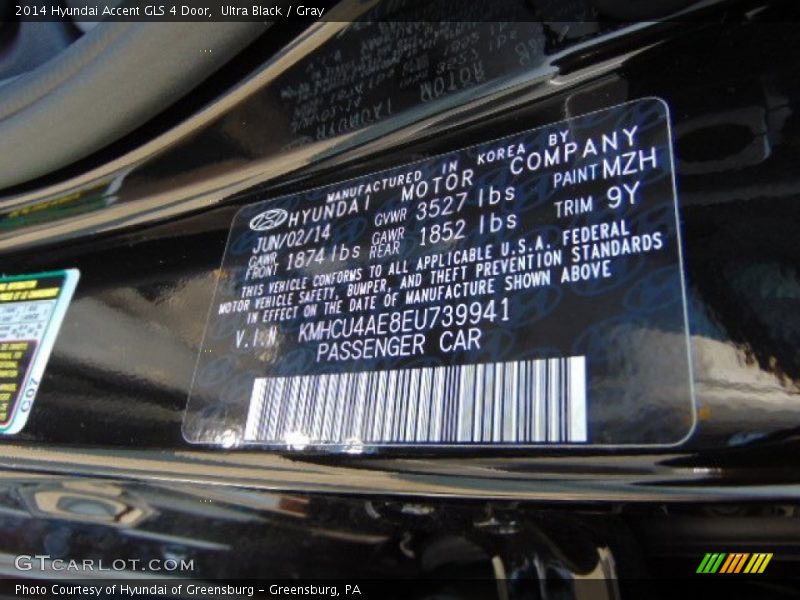 2014 Hyundai Accent GLS 4 Door, Ultra Black / Gray
MANUFACTURED IN KOREA BY
HYUNDAI MOTOR COMPANY
JUN/02/14 GVWR 3527 lbs PAINT MZH
GAWR FRONT 1874 lbs GAWR REAR 1852 lbs TRIM 9Y
THIS VEHICLE CONFORMS TO ALL APPLICABLE U.S.A. FEDERAL
MOTOR VEHICLE SAFETY, BUMPER, AND THEFT PREVENTION STANDARDS
IN EFFECT ON THE DATE OF MANUFACTURE SHOWN ABOVE
V.I.N KMHCU4AE8EU739941
PASSENGER CAR
C07
GTCARLOT.COM
Photo Courtesy of Hyundai of Greensburg - Greensburg, PA